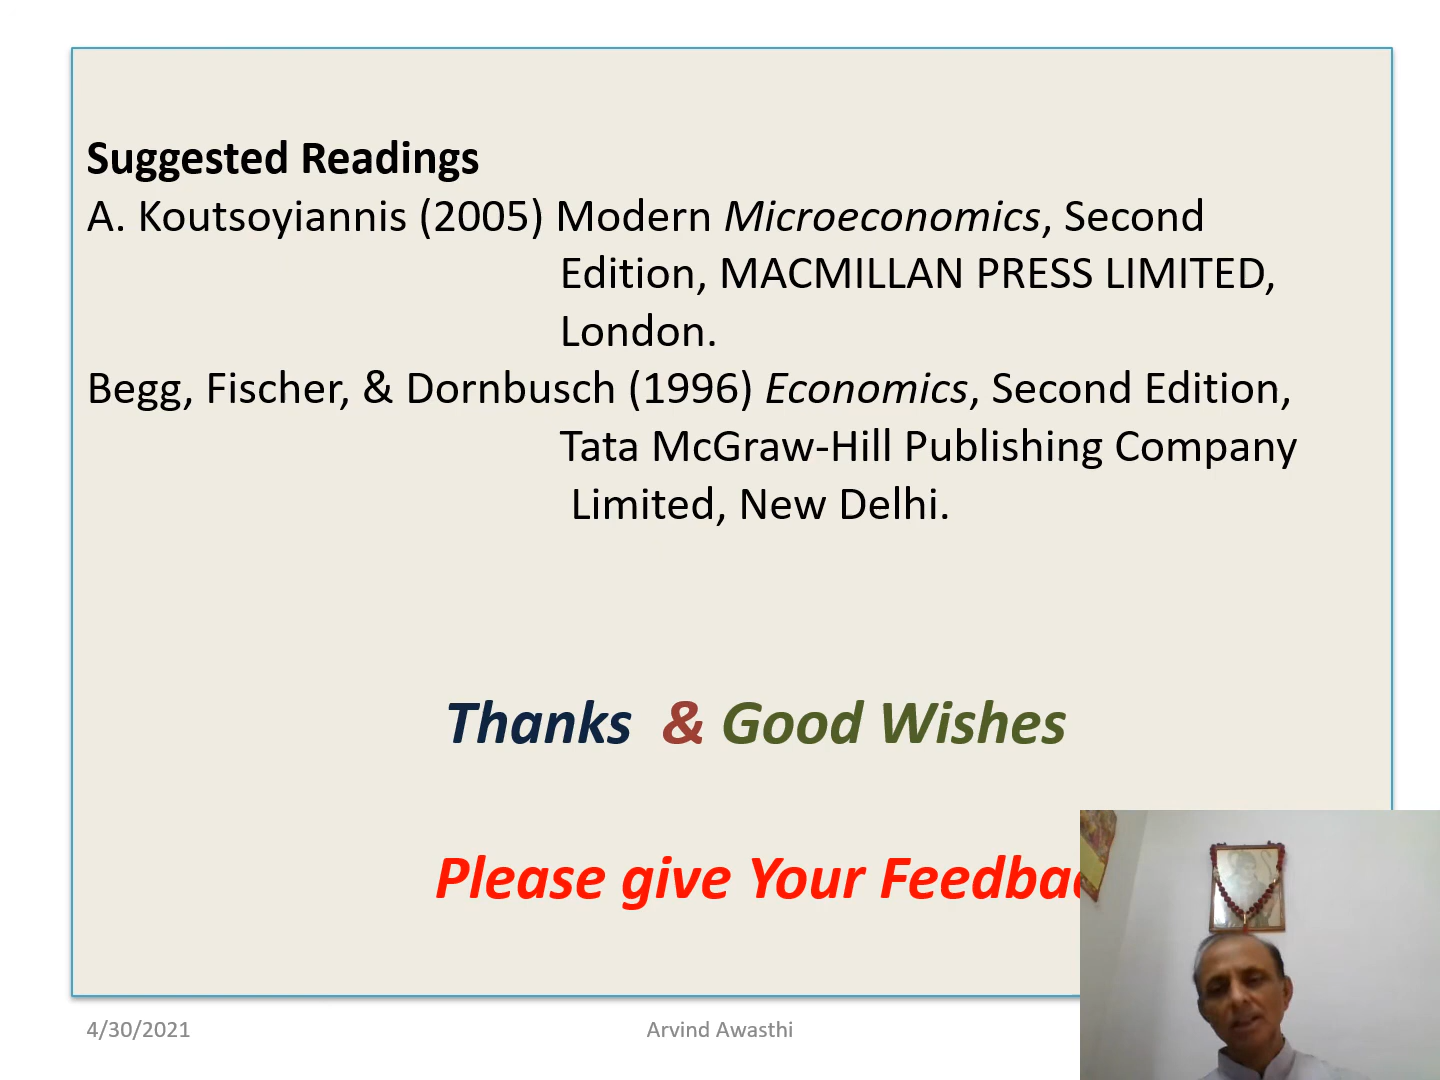 Suggested Readings
A. Koutsoyiannis (2005) Modern Microeconomics, Second
Edition, MACMILLAN PRESS LIMITED,
London.
Begg, Fischer, & Dornbusch (1996) Economics, Second Edition,
Tata McGraw-Hill Publishing Company
Limited, New Delhi.
Thanks & Good Wishes
Please give Your Feedba
4/30/2021
Arvind Awasthi